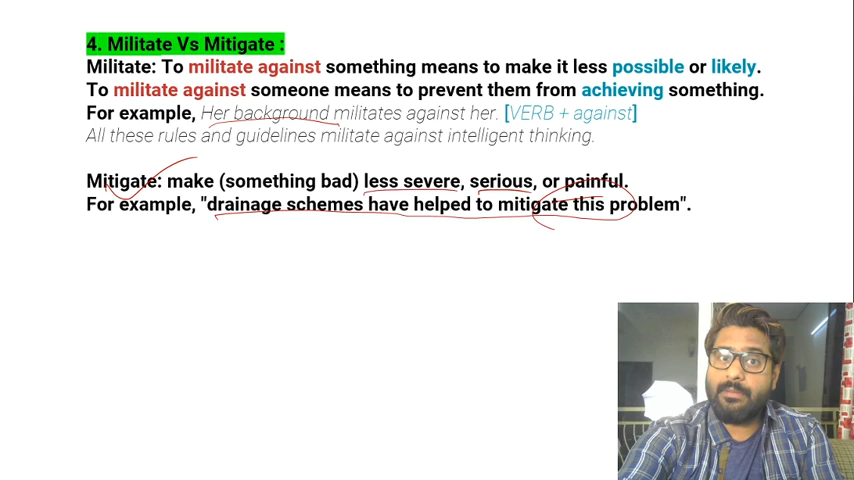 4. Militate Vs Mitigate :
Militate: To militate against something means to make it less possible or likely.
To militate against someone means to prevent them from achieving something.
For example, Her background militates against her. [VERB + against]
All these rules and guidelines militate against intelligent thinking.
Mitigate: make (something bad) less severe, serious, or painful.
For example, "drainage schemes have helped to mitigate this problem".